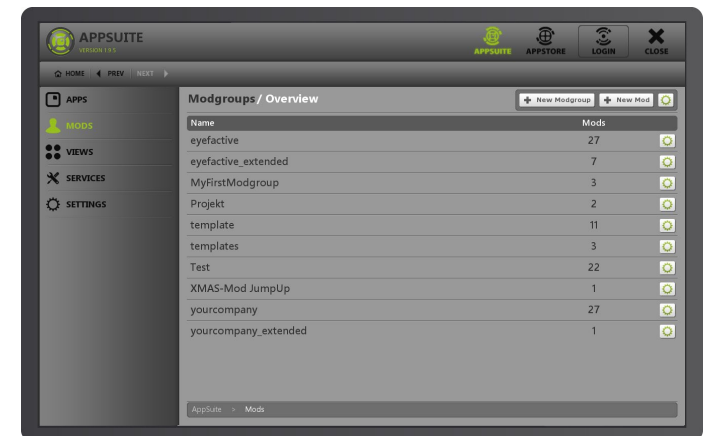 APPSUITE
VERSION 1.9.5
APPSUITE APPSTORE LOGIN CLOSE
HOME PREV NEXT
APPS
MODS
VIEWS
SERVICES
SETTINGS
Modgroups / Overview
New Modgroup New Mod
Name Mods
eyefactive 27
eyefactive_extended 7
MyFirstModgroup 3
Projekt 2
template 11
templates 3
Test 22
XMAS-Mod JumpUp 1
yourcompany 27
yourcompany_extended 1
AppSuite » Mods